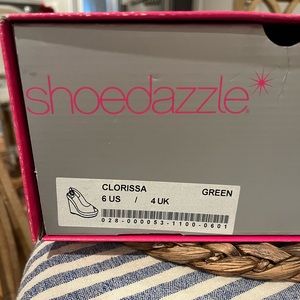 shoedazzle
CLORISSA GREEN
6 US / 4 UK
028-000053-1100-0601